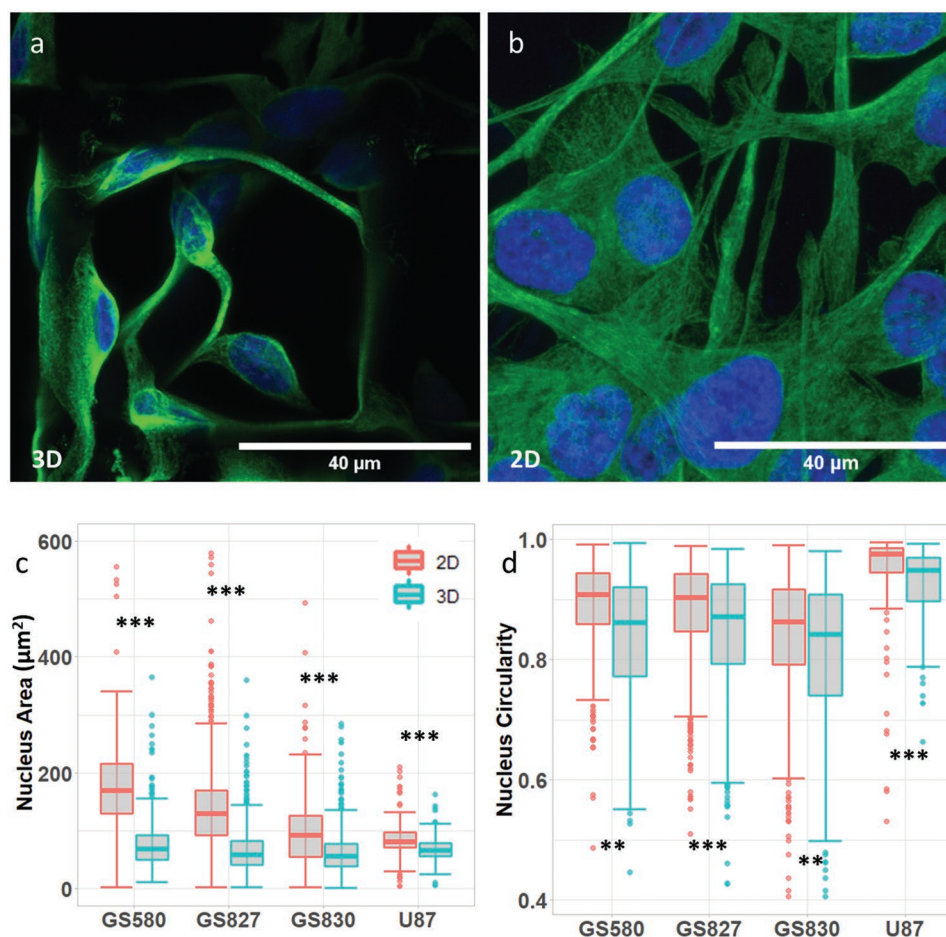 a
3D
40 µm
b
2D
40 µm
c
Nucleus Area (µm²)
600
400
200
0
2D
3D
***
***
***
***
GS580 GS827 GS830 U87
d
Nucleus Circularity
1.0
0.8
0.6
0.4
**
***
**
***
GS580 GS827 GS830 U87